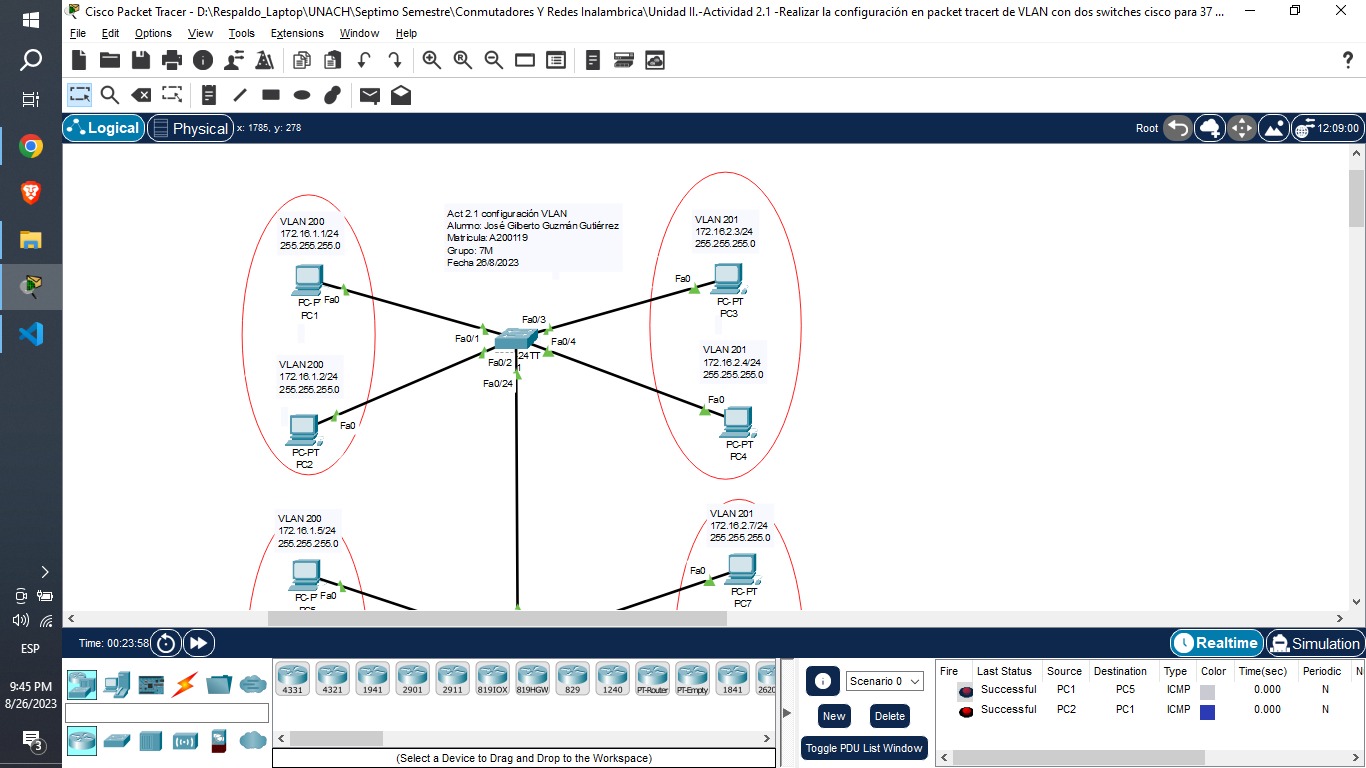 Cisco Packet Tracer - D:\Respaldo_Laptop\UNACH\Septimo Semestre\Conmutadores Y Redes Inalambrica\Unidad II.-Actividad 2.1 -Realizar la configuración en packet tracert de VLAN con dos switches cisco para 37 ...
File Edit Options View Tools Extensions Window Help
Logical Physical x: 1785, y: 278 Root 12:09:00
Act 2.1 configuración VLAN
Alumno: José Gilberto Guzmán Gutiérrez
Matricula: A200119
Grupo: 7M
Fecha 26/8/2023
VLAN 200
172.16.1.1/24
255.255.255.0
Fa0
PC1
VLAN 201
172.16.2.3/24
255.255.255.0
Fa0
PC-PT
PC3
Fa0/3
Fa0/1
Fa0/4
Fa0/2
24TT
Fa0/24
VLAN 200
172.16.1.2/24
255.255.255.0
Fa0
PC-PT
PC2
VLAN 201
172.16.2.4/24
255.255.255.0
Fa0
PC-PT
PC4
VLAN 200
172.16.1.5/24
255.255.255.0
Fa0
VLAN 201
172.16.2.7/24
255.255.255.0
Fa0
PC-PT
PC7
Time: 00:23:58 Realtime Simulation
4331 4321 1941 2901 2911 819IOX 819HGW 829 1240 PT-Router PT-Empty 1841 2620
(Select a Device to Drag and Drop to the Workspace)
Scenario 0
New Delete
Toggle PDU List Window
Fire Last Status Source Destination Type Color Time(sec) Periodic N
Successful PC1 PC5 ICMP 0.000 N
Successful PC2 PC1 ICMP 0.000 N
ESP
9:45 PM
8/26/2023
3